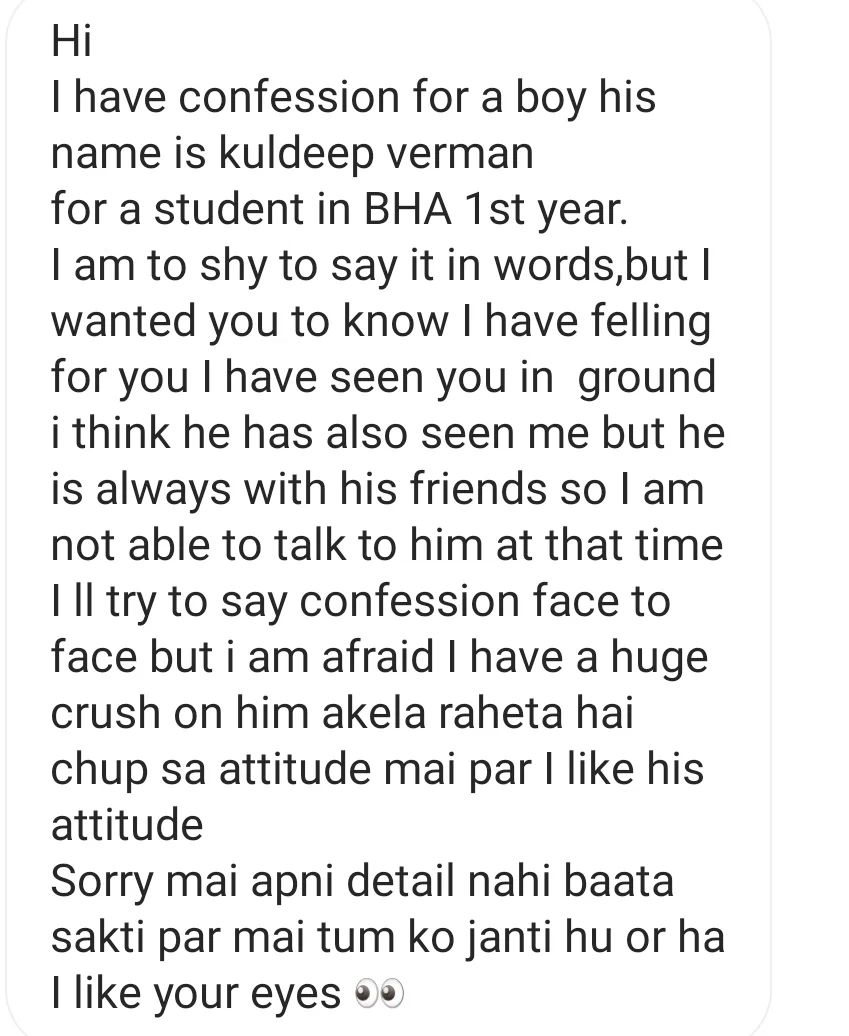 Hi
I have confession for a boy his
name is kuldeep verman
for a student in BHA 1st year.
I am to shy to say it in words,but I
wanted you to know I have felling
for you I have seen you in  ground
i think he has also seen me but he
is always with his friends so I am
not able to talk to him at that time
I ll try to say confession face to
face but i am afraid I have a huge
crush on him akela raheta hai
chup sa attitude mai par I like his
attitude
Sorry mai apni detail nahi baata
sakti par mai tum ko janti hu or ha
I like your eyes 👀